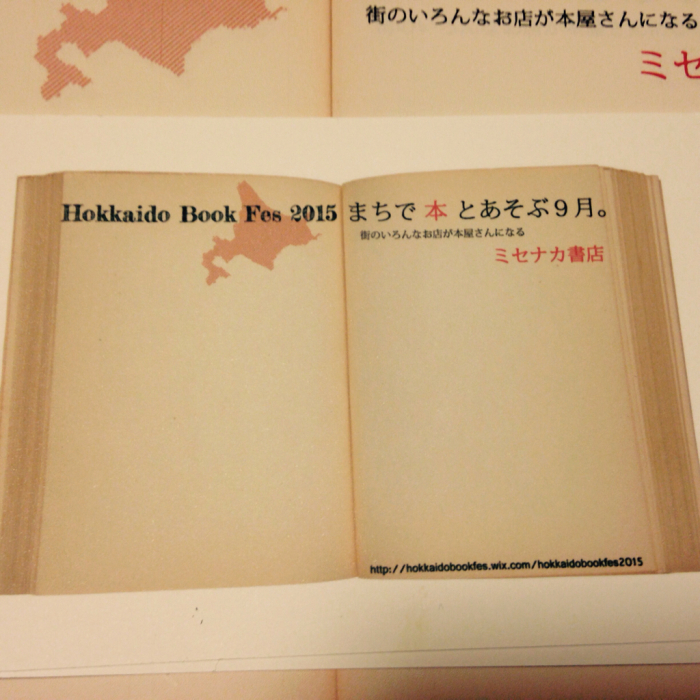 街のいろんなお店が本屋さんになる
ミセ
Hokkaido Book Fes 2015 まちで 本 とあそぶ9月。
街のいろんなお店が本屋さんになる
ミセナカ書店
http://hokkaidobookfes.wix.com/hokkaidobookfes2015